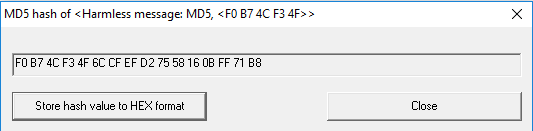 MD5 hash of <Harmless message: MD5, <F0 B7 4C F3 4F>>
F0 B7 4C F3 4F 6C CF EF D2 75 58 16 0B FF 71 B8
Store hash value to HEX format
Close